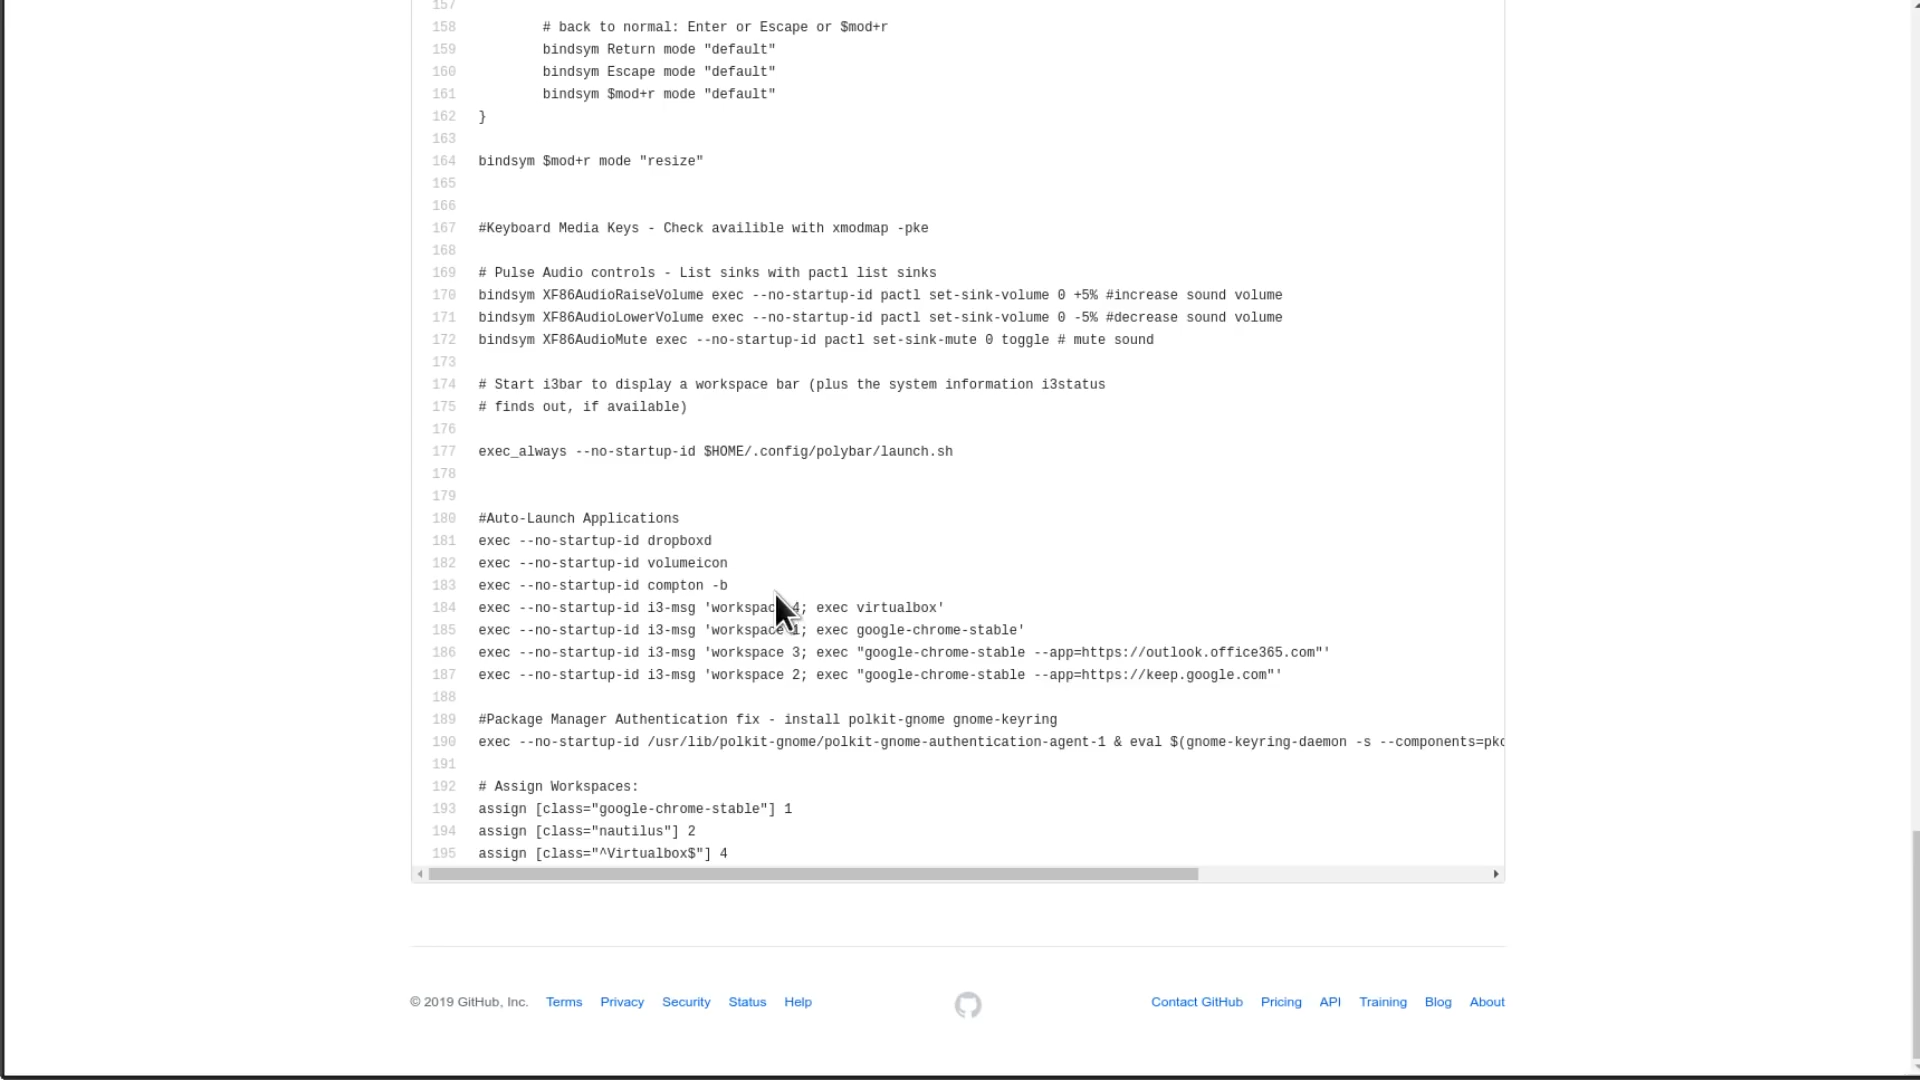 157
158 # back to normal: Enter or Escape or $mod+r
159 bindsym Return mode "default"
160 bindsym Escape mode "default"
161 bindsym $mod+r mode "default"
162 }
163
164 bindsym $mod+r mode "resize"
165
166
167 #Keyboard Media Keys - Check availible with xmodmap -pke
168
169 # Pulse Audio controls - List sinks with pactl list sinks
170 bindsym XF86AudioRaiseVolume exec --no-startup-id pactl set-sink-volume 0 +5% #increase sound volume
171 bindsym XF86AudioLowerVolume exec --no-startup-id pactl set-sink-volume 0 -5% #decrease sound volume
172 bindsym XF86AudioMute exec --no-startup-id pactl set-sink-mute 0 toggle # mute sound
173
174 # Start i3bar to display a workspace bar (plus the system information i3status
175 # finds out, if available)
176
177 exec_always --no-startup-id $HOME/.config/polybar/launch.sh
178
179
180 #Auto-Launch Applications
181 exec --no-startup-id dropboxd
182 exec --no-startup-id volumeicon
183 exec --no-startup-id compton -b
184 exec --no-startup-id i3-msg 'workspace 4; exec virtualbox'
185 exec --no-startup-id i3-msg 'workspace 1; exec google-chrome-stable'
186 exec --no-startup-id i3-msg 'workspace 3; exec "google-chrome-stable --app=https://outlook.office365.com"'
187 exec --no-startup-id i3-msg 'workspace 2; exec "google-chrome-stable --app=https://keep.google.com"'
188
189 #Package Manager Authentication fix - install polkit-gnome gnome-keyring
190 exec --no-startup-id /usr/lib/polkit-gnome/polkit-gnome-authentication-agent-1 & eval $(gnome-keyring-daemon -s --components=pkc
191
192 # Assign Workspaces:
193 assign [class="google-chrome-stable"] 1
194 assign [class="nautilus"] 2
195 assign [class="^Virtualbox$"] 4
© 2019 GitHub, Inc. Terms Privacy Security Status Help Contact GitHub Pricing API Training Blog About